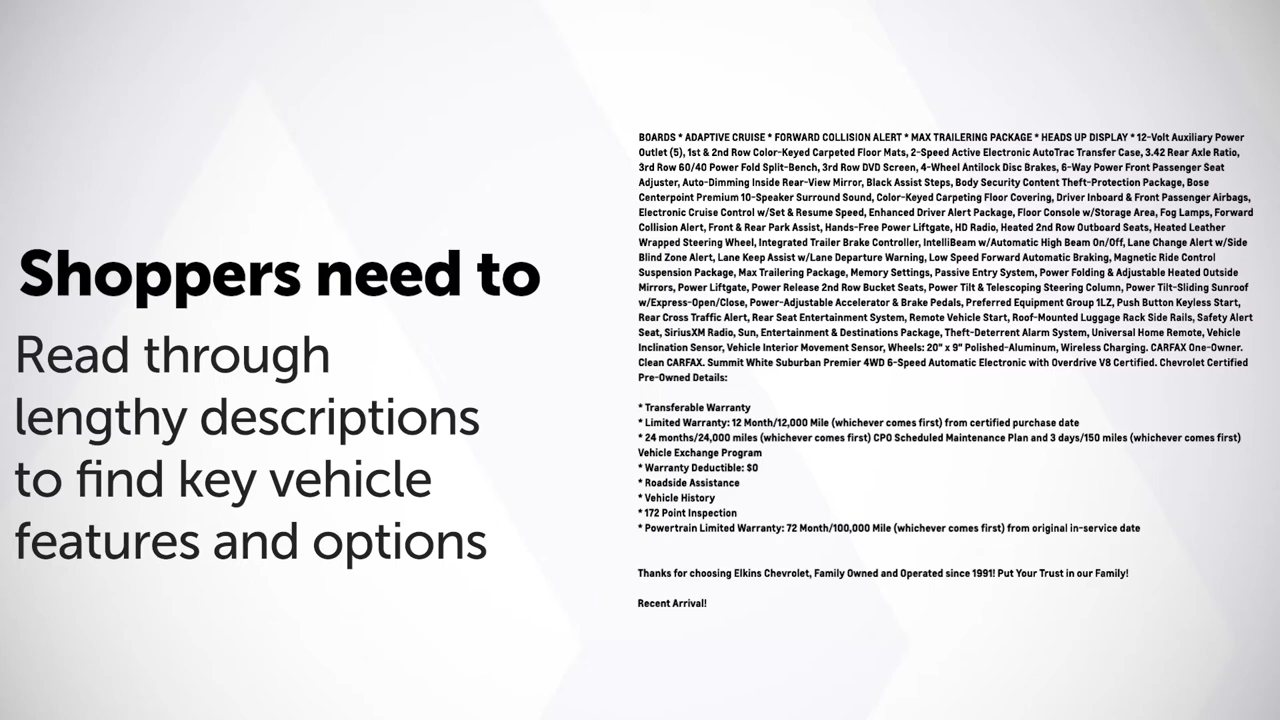 Shoppers need to
Read through
lengthy descriptions
to find key vehicle
features and options
BOARDS * ADAPTIVE CRUISE * FORWARD COLLISION ALERT * MAX TRAILERING PACKAGE * HEADS UP DISPLAY * 12-Volt Auxiliary Power
Outlet (5), 1st & 2nd Row Color-Keyed Carpeted Floor Mats, 2-Speed Active Electronic AutoTrac Transfer Case, 3.42 Rear Axle Ratio,
3rd Row 60/40 Power Fold Split-Bench, 3rd Row DVD Screen, 4-Wheel Antilock Disc Brakes, 6-Way Power Front Passenger Seat
Adjuster, Auto-Dimming Inside Rear-View Mirror, Black Assist Steps, Body Security Content Theft-Protection Package, Bose
Centerpoint Premium 10-Speaker Surround Sound, Color-Keyed Carpeting Floor Covering, Driver Inboard & Front Passenger Airbags,
Electronic Cruise Control w/Set & Resume Speed, Enhanced Driver Alert Package, Floor Console w/Storage Area, Fog Lamps, Forward
Collision Alert, Front & Rear Park Assist, Hands-Free Power Liftgate, HD Radio, Heated 2nd Row Outboard Seats, Heated Leather
Wrapped Steering Wheel, Integrated Trailer Brake Controller, IntelliBeam w/Automatic High Beam On/Off, Lane Change Alert w/Side
Blind Zone Alert, Lane Keep Assist w/Lane Departure Warning, Low Speed Forward Automatic Braking, Magnetic Ride Control
Suspension Package, Max Trailering Package, Memory Settings, Passive Entry System, Power Folding & Adjustable Heated Outside
Mirrors, Power Liftgate, Power Release 2nd Row Bucket Seats, Power Tilt & Telescoping Steering Column, Power Tilt-Sliding Sunroof
w/Express-Open/Close, Power-Adjustable Accelerator & Brake Pedals, Preferred Equipment Group 1LZ, Push Button Keyless Start,
Rear Cross Traffic Alert, Rear Seat Entertainment System, Remote Vehicle Start, Roof-Mounted Luggage Rack Side Rails, Safety Alert
Seat, SiriusXM Radio, Sun, Entertainment & Destinations Package, Theft-Deterrent Alarm System, Universal Home Remote, Vehicle
Inclination Sensor, Vehicle Interior Movement Sensor, Wheels: 20" x 9" Polished-Aluminum, Wireless Charging. CARFAX One-Owner.
Clean CARFAX. Summit White Suburban Premier 4WD 6-Speed Automatic Electronic with Overdrive V8 Certified. Chevrolet Certified
Pre-Owned Details:
* Transferable Warranty
* Limited Warranty: 12 Month/12,000 Mile (whichever comes first) from certified purchase date
* 24 months/24,000 miles (whichever comes first) CPO Scheduled Maintenance Plan and 3 days/150 miles (whichever comes first)
Vehicle Exchange Program
* Warranty Deductible: $0
* Roadside Assistance
* Vehicle History
* 172 Point Inspection
* Powertrain Limited Warranty: 72 Month/100,000 Mile (whichever comes first) from original in-service date
Thanks for choosing Elkins Chevrolet, Family Owned and Operated since 1991! Put Your Trust in our Family!
Recent Arrival!